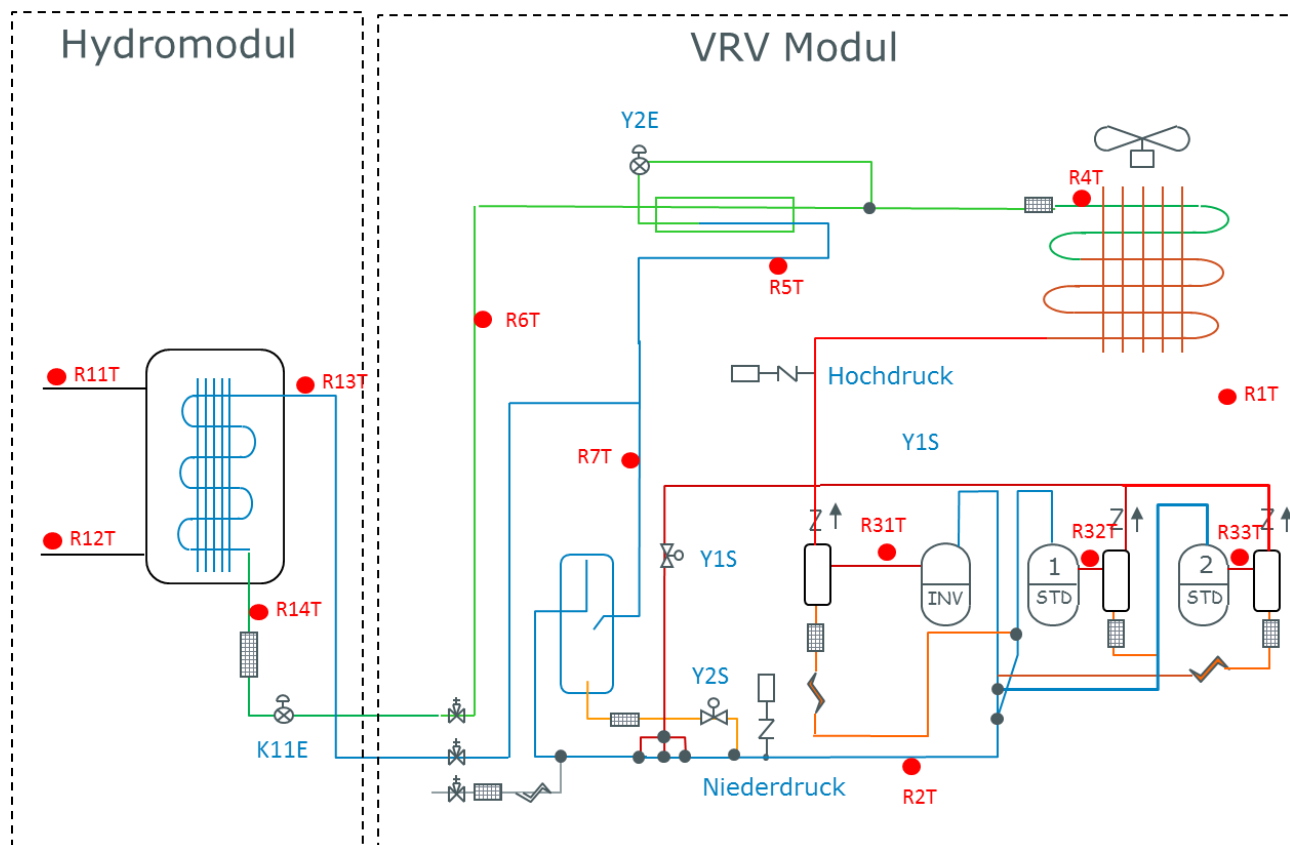 Hydromodul
VRV Modul
Y2E
R4T
R5T
R6T
R11T
R13T
Hochdruck
R1T
Y1S
R7T
R31T
R32T
R33T
R12T
Y1S
1
2
INV
STD
STD
R14T
Y2S
K11E
Niederdruck
R2T